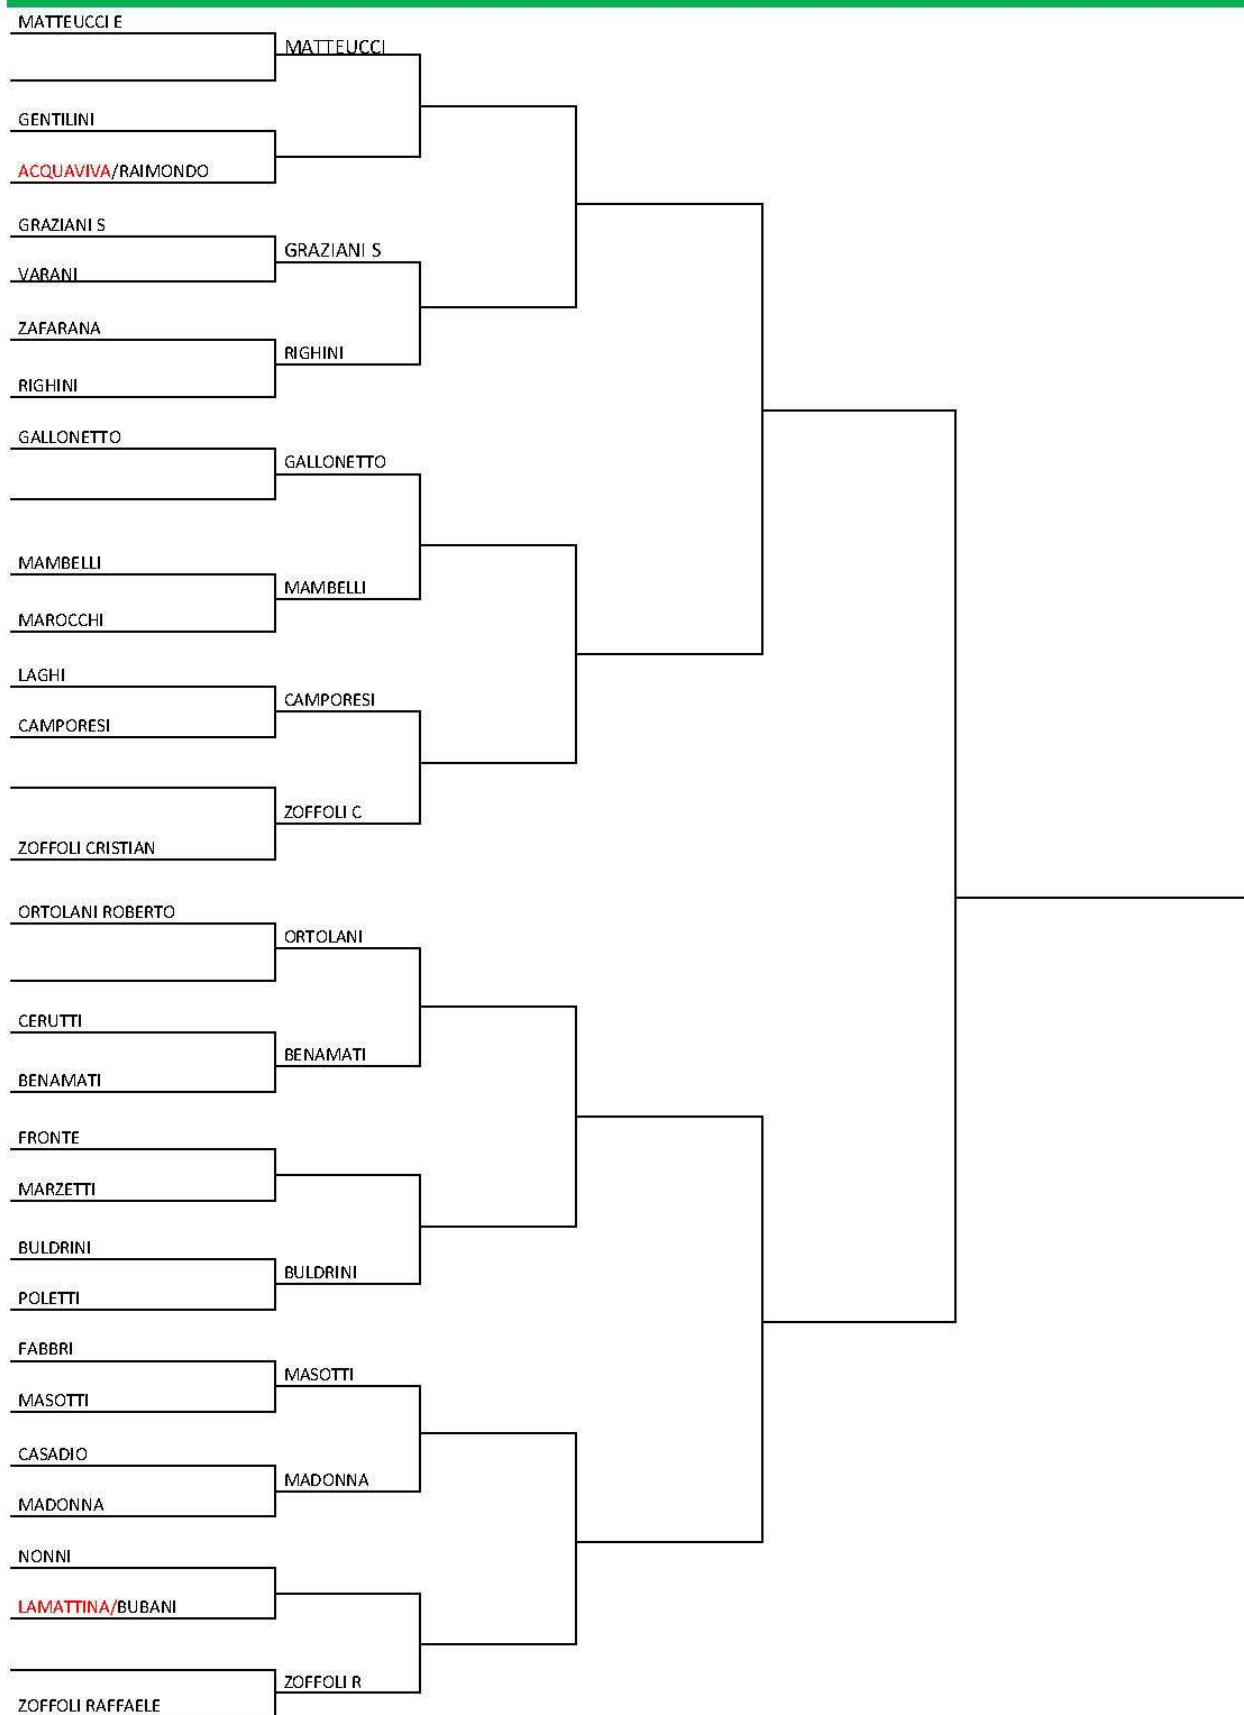 MATTEUCCI E
MATTEUCCI
GENTILINI
ACQUAVIVA/RAIMONDO
GRAZIANI S
GRAZIANI S
VARANI
ZAFARANA
RIGHINI
RIGHINI
GALLONETTO
GALLONETTO
MAMBELLI
MAMBELLI
MAROCCHI
LAGHI
CAMPORESI
CAMPORESI
ZOFFOLI C
ZOFFOLI CRISTIAN
ORTOLANI ROBERTO
ORTOLANI
CERUTTI
BENAMATI
BENAMATI
FRONTE
MARZETTI
BULDRINI
BULDRINI
POLETTI
FABBRI
MASOTTI
MASOTTI
CASADIO
MADONNA
MADONNA
NONNI
LAMATTINA/BUBANI
ZOFFOLI R
ZOFFOLI RAFFAELE